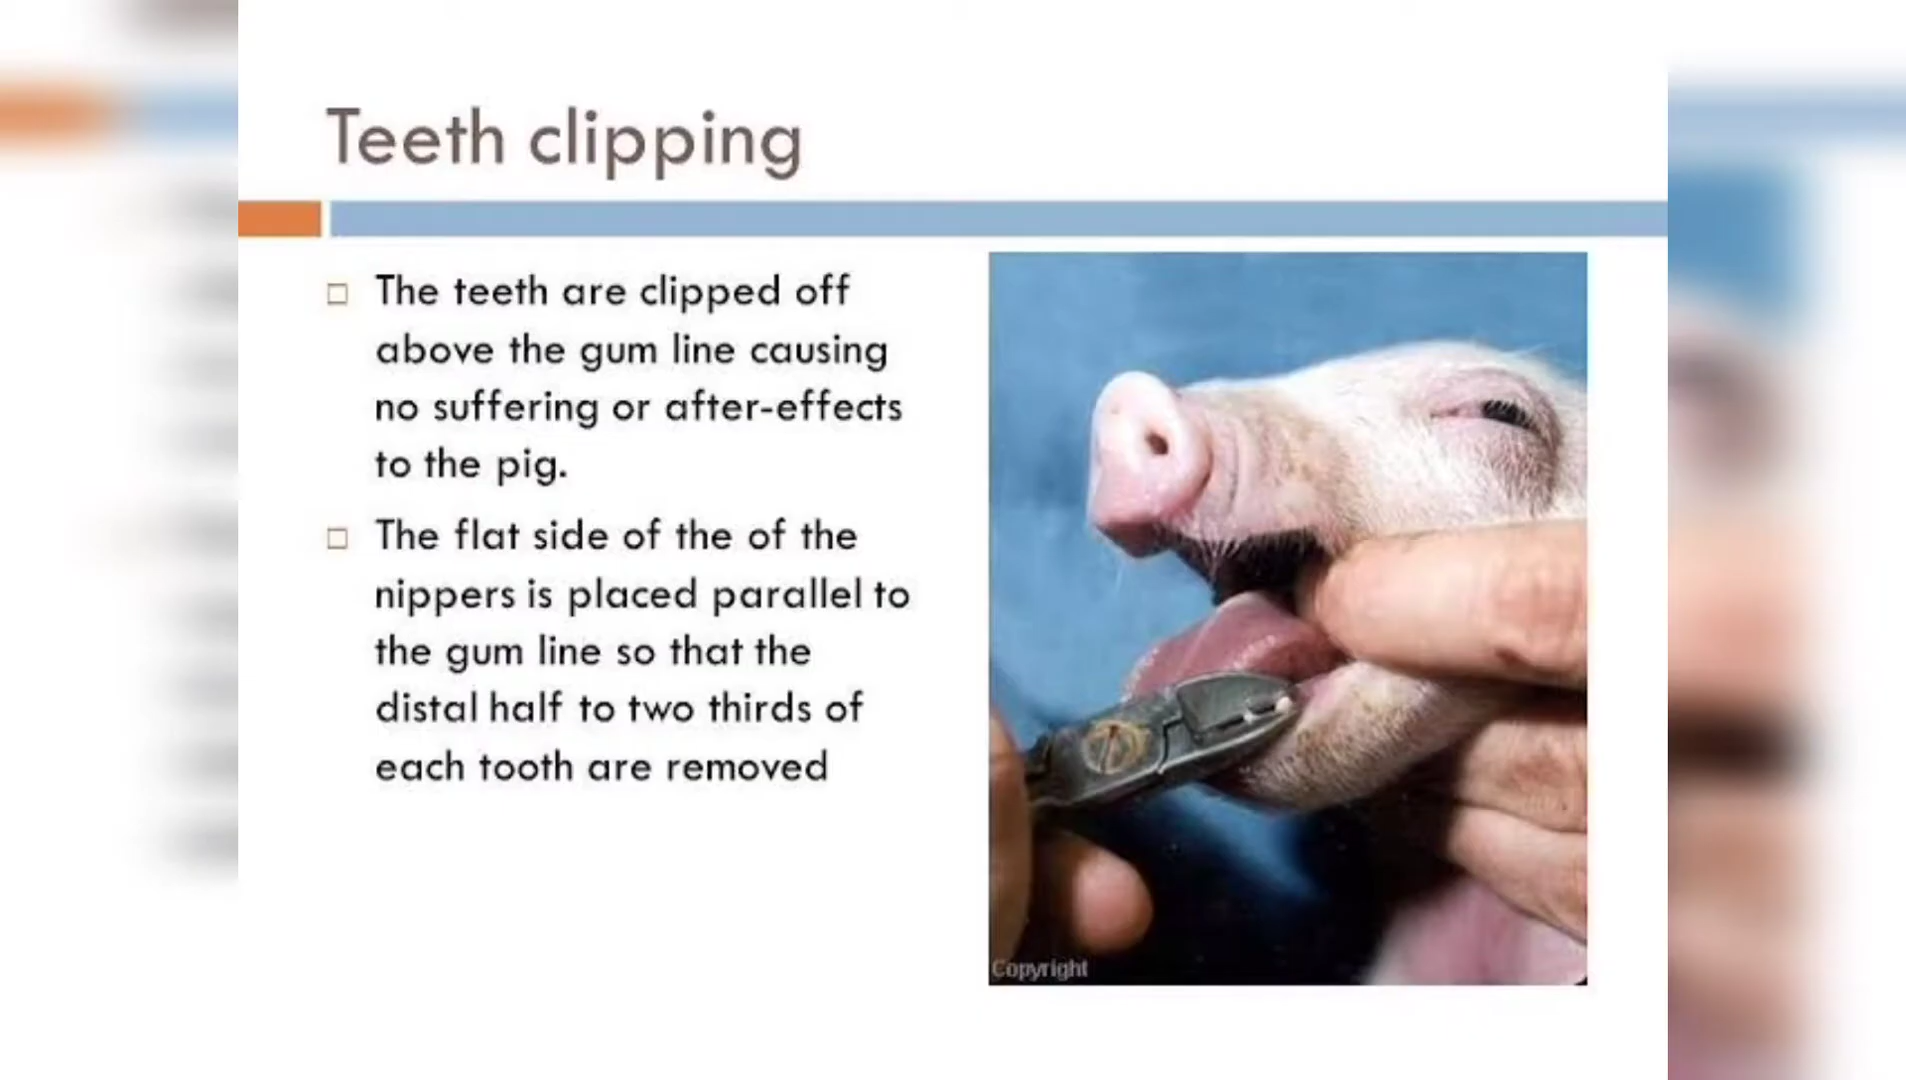 Teeth clipping
The teeth are clipped off
above the gum line causing
no suffering or after-effects
to the pig.
The flat side of the of the
nippers is placed parallel to
the gum line so that the
distal half to two thirds of
each tooth are removed
Copyright